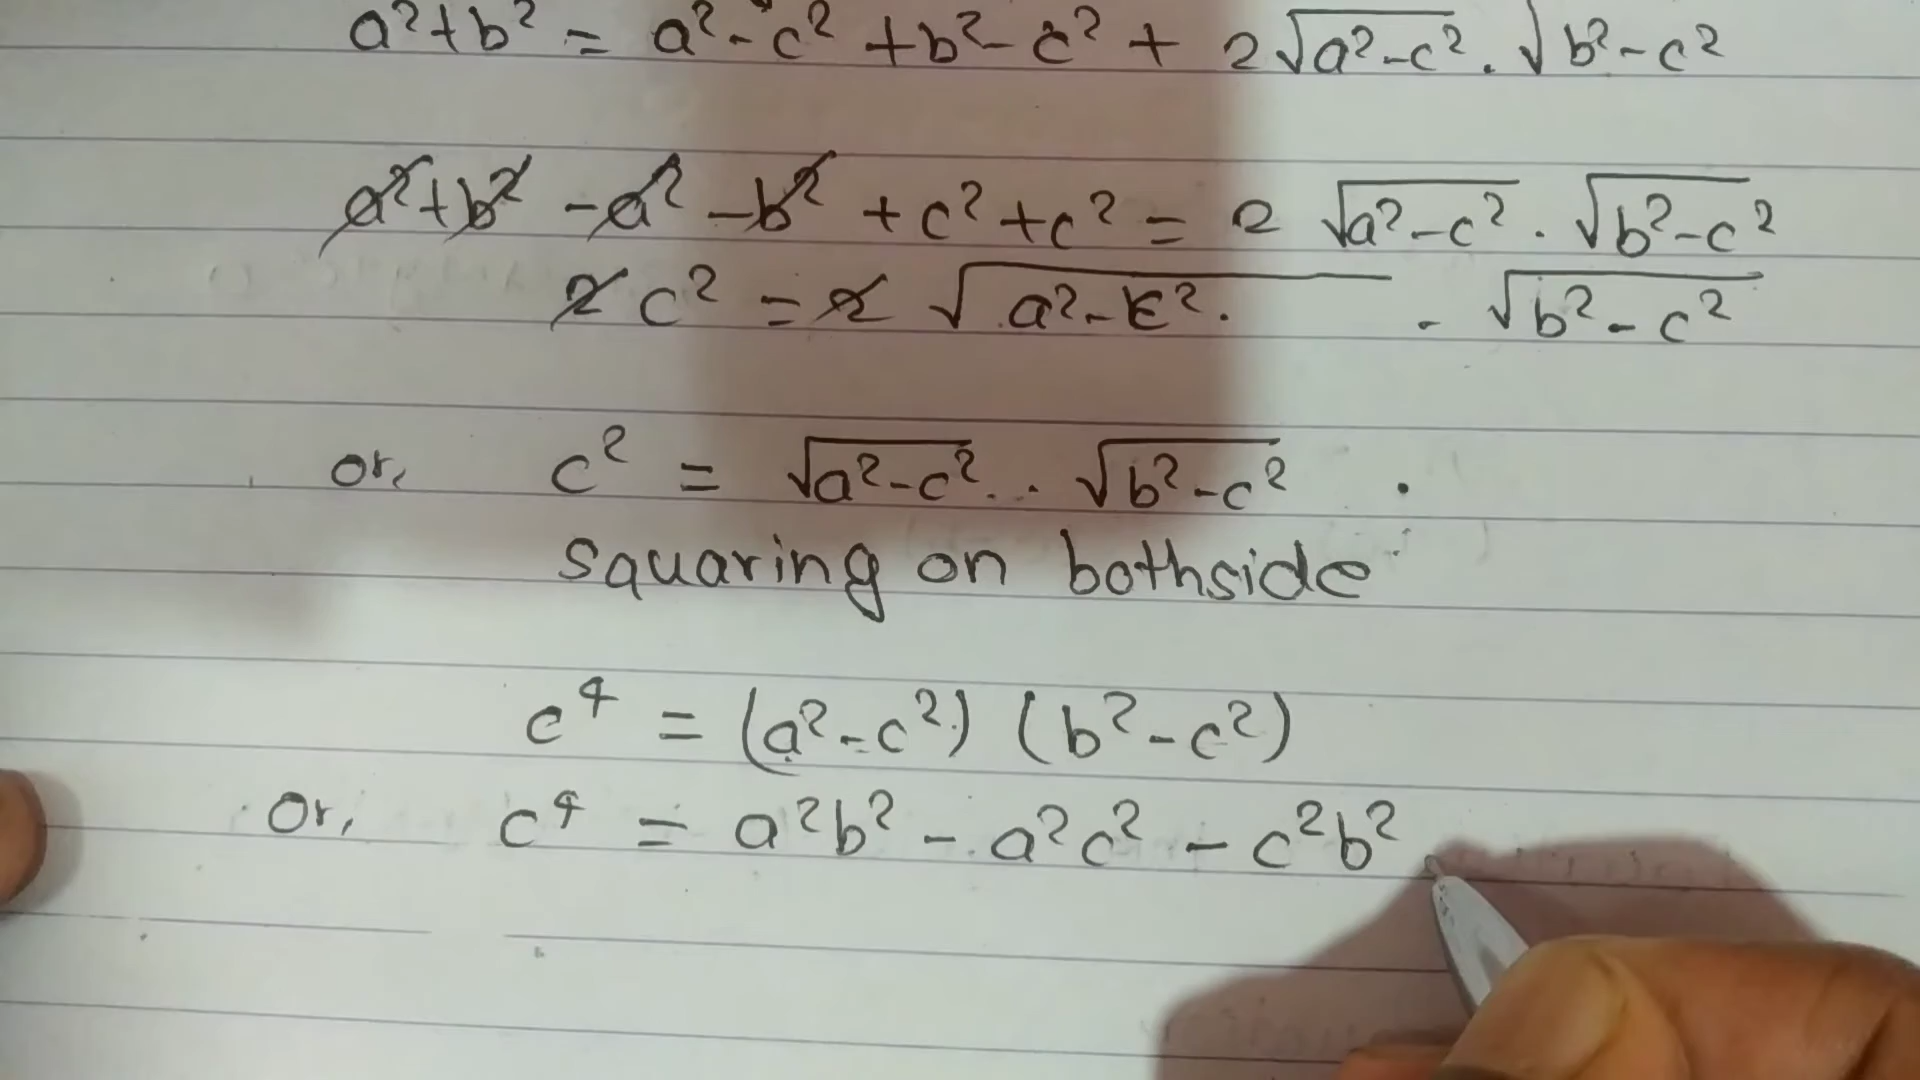 a²+b² = a²-c² +b²-c² + 2√a²-c² . √b²-c²
a²+b² -a² -b² +c²+c² = 2 √a²-c² . √b²-c²
2c² = 2 √a²-c². . √b²-c²
or, c² = √a²-c² .. √b²-c² .
squaring on bothside
c⁴ = (a²-c²) (b²-c²)
or, c⁴ = a²b² - a²c² - c²b²